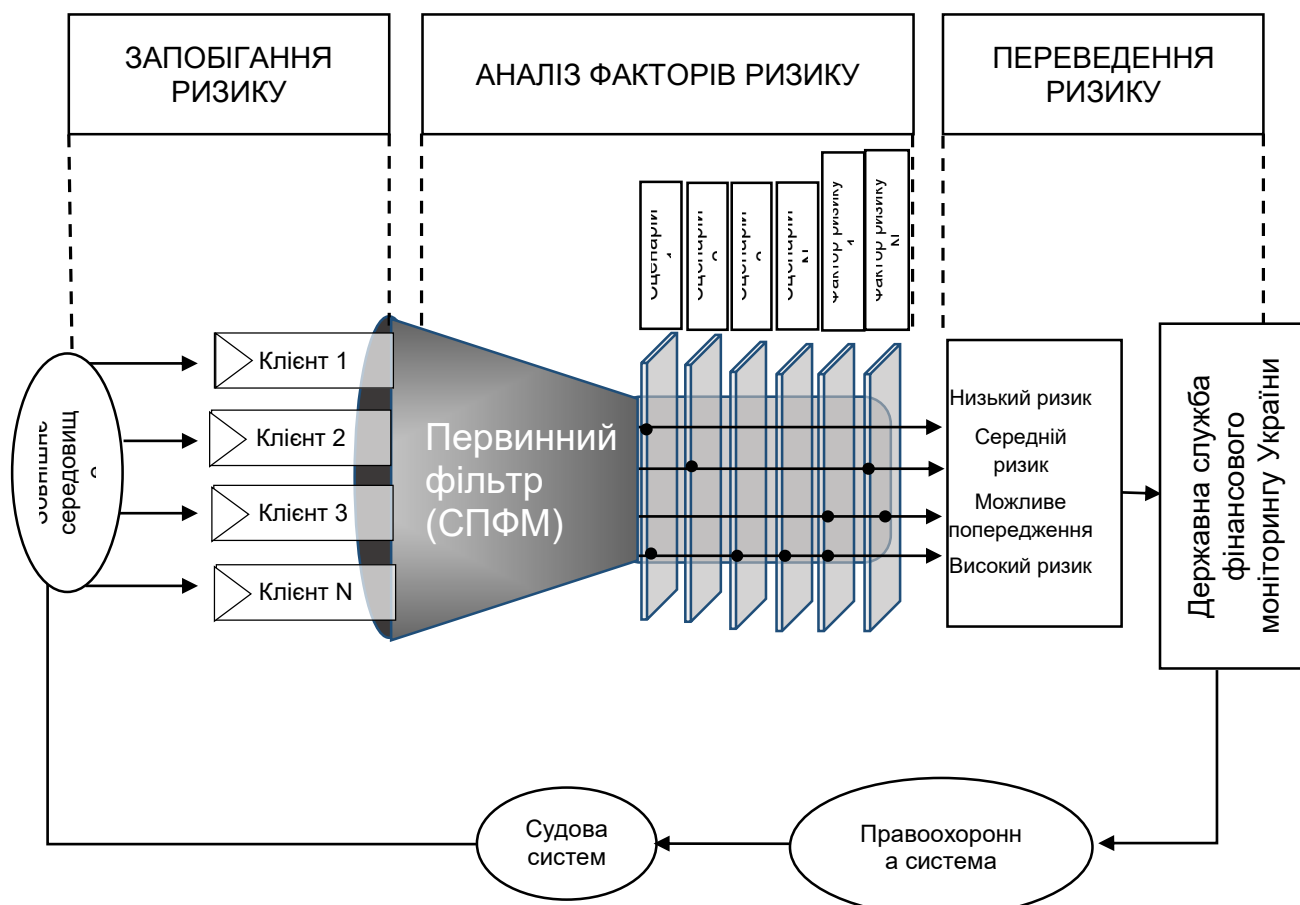 ЗАПОБІГАННЯ
РИЗИКУ
АНАЛІЗ ФАКТОРІВ РИЗИКУ
ПЕРЕВЕДЕННЯ
РИЗИКУ
середовищ
Клієнт 1
Клієнт 2
Клієнт 3
Клієнт N
Первинний
фільтр
(СПФМ)
Низький ризик
Середній
ризик
Можливе
попередження
Високий ризик
Державна служба
фінансового
моніторингу України
Судова
систем
Правоохоронн
а система